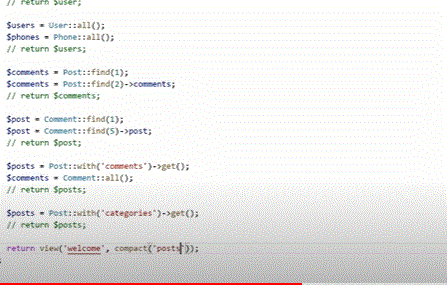 // return $user;
$users = User::all();
$phones = Phone::all();
// return $users;
$comments = Post::find(1);
$comments = Post::find(2)->comments;
// return $comments;
$post = Comment::find(1);
$post = Comment::find(5)->post;
// return $post;
$posts = Post::with('comments')->get();
$comments = Comment::all();
// return $posts;
$posts = Post::with('categories')->get();
// return $posts;
return view('welcome', compact('posts'));